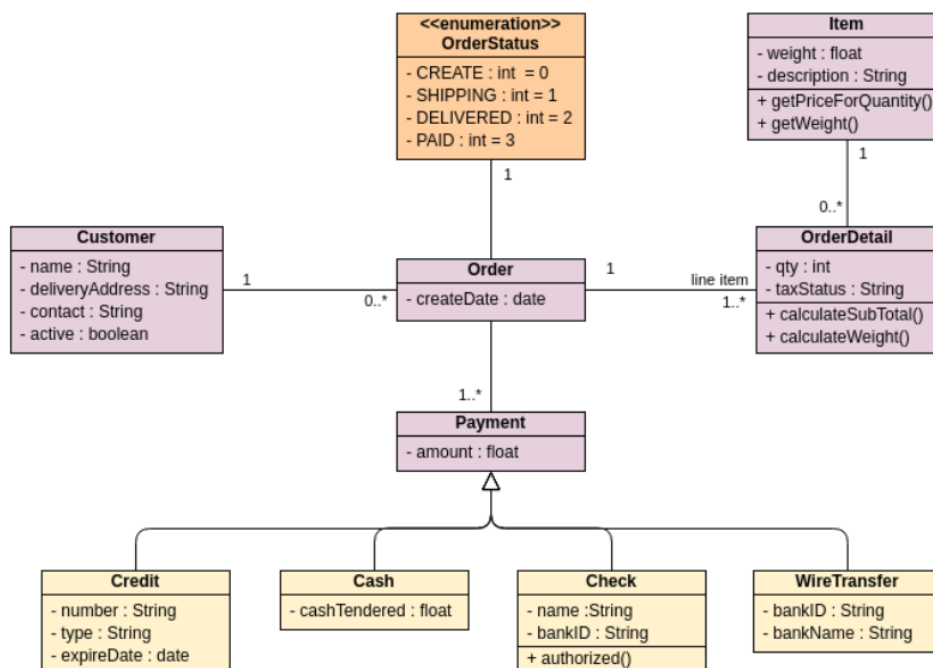 <<enumeration>>
OrderStatus
- CREATE : int  = 0
- SHIPPING : int = 1
- DELIVERED : int = 2
- PAID : int = 3
1
Item
- weight : float
- description : String
+ getPriceForQuantity()
+ getWeight()
1
0..*
Customer
- name : String
- deliveryAddress : String
- contact : String
- active : boolean
1
0..*
Order
- createDate : date
1
line item
1..*
OrderDetail
- qty : int
- taxStatus : String
+ calculateSubTotal()
+ calculateWeight()
1..*
Payment
- amount : float
Credit
- number : String
- type : String
- expireDate : date
Cash
- cashTendered : float
Check
- name :String
- bankID : String
+ authorized()
WireTransfer
- bankID : String
- bankName : String